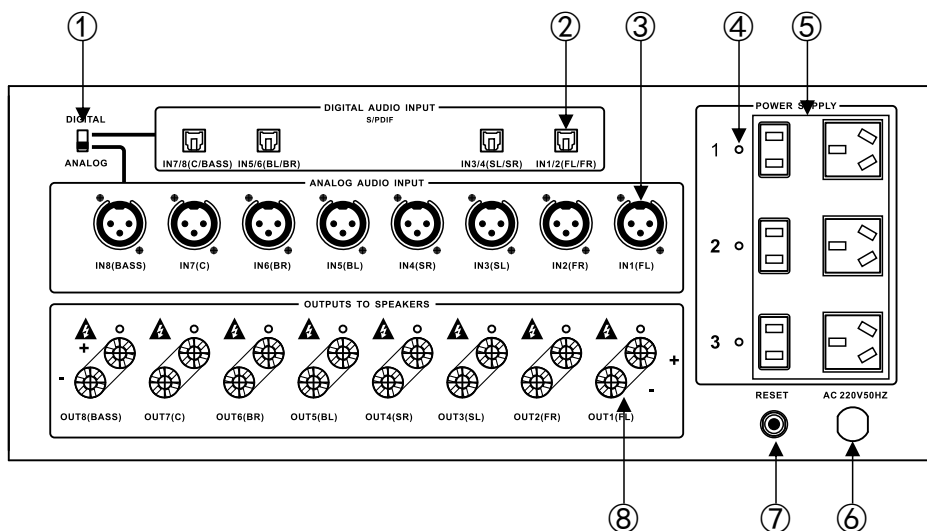 ① ② ③ ④ ⑤
DIGITAL
ANALOG
DIGITAL AUDIO INPUT
S/PDIF
IN7/8(C/BASS) IN5/6(BL/BR) IN3/4(SL/SR) IN1/2(FL/FR)
ANALOG AUDIO INPUT
IN8(BASS) IN7(C) IN6(BR) IN5(BL) IN4(SR) IN3(SL) IN2(FR) IN1(FL)
OUTPUTS TO SPEAKERS
+ +
- -
OUT8(BASS) OUT7(C) OUT6(BR) OUT5(BL) OUT4(SR) OUT3(SL) OUT2(FR) OUT1(FL)
POWER SUPPLY
1
2
3
RESET AC 220V50HZ
⑧ ⑦ ⑥